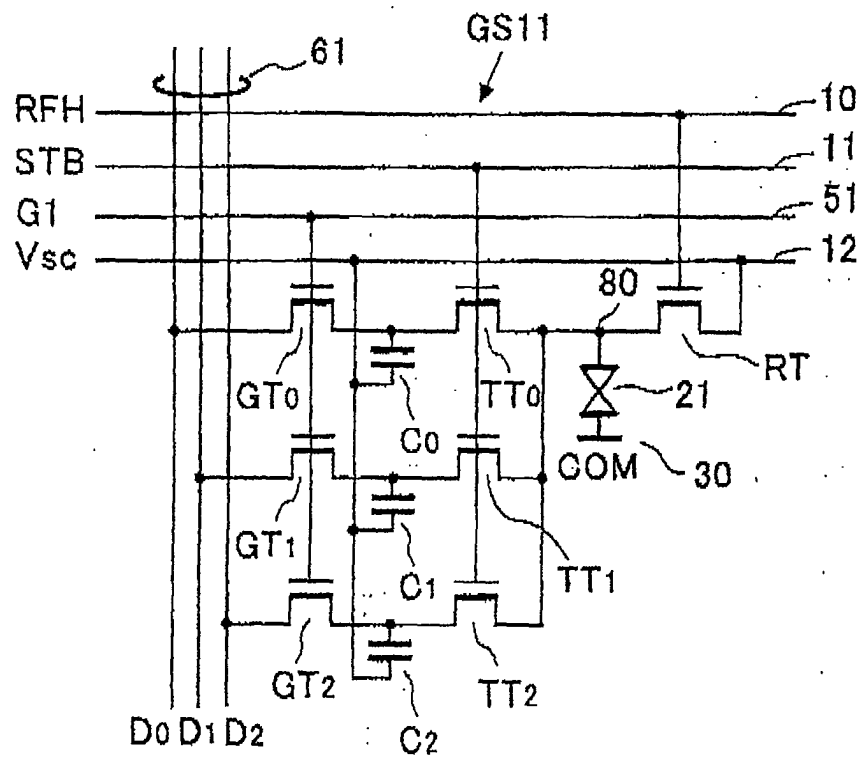 GS11
61
RFH
10
STB
11
G1
51
Vsc
12
80
GT0
C0
TT0
21
RT
COM
30
GT1
C1
TT1
GT2
C2
TT2
D0 D1 D2